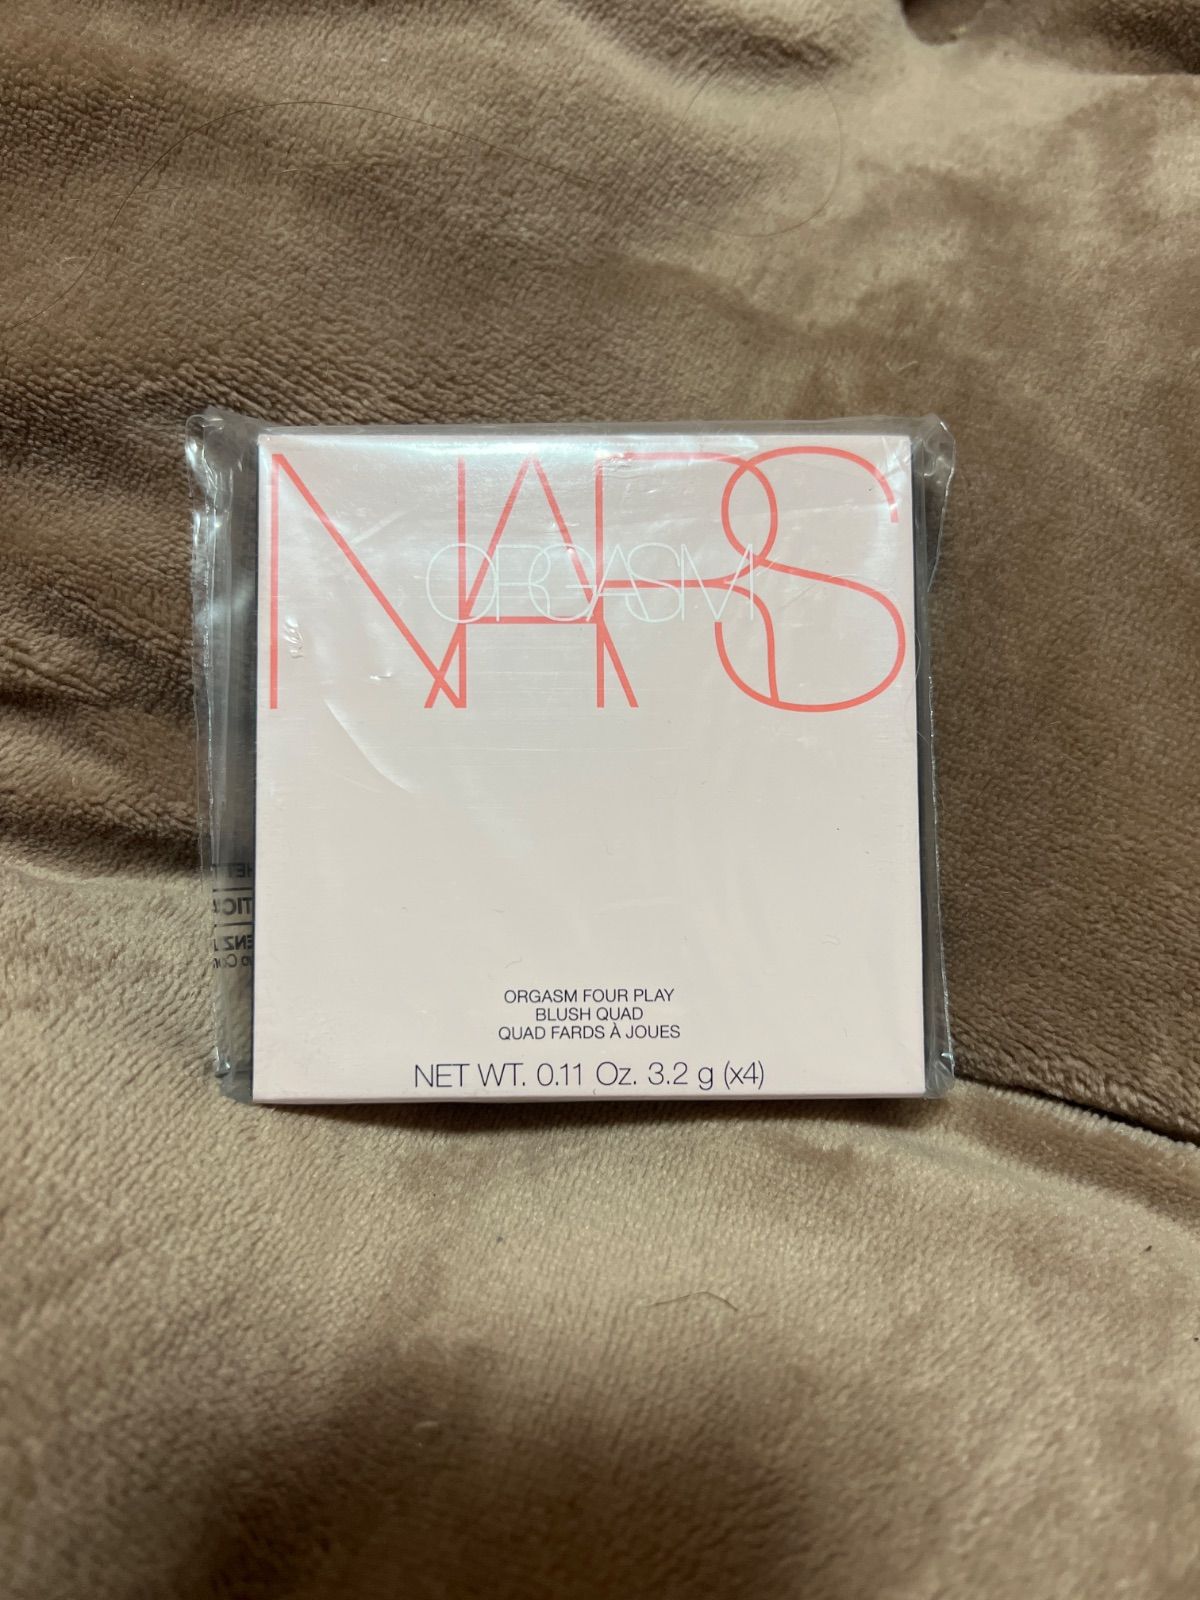 NARS
ORGASM
ORGASM FOUR PLAY
BLUSH QUAD
QUAD FARDS À JOUES
NET WT. 0.11 Oz. 3.2 g (x4)